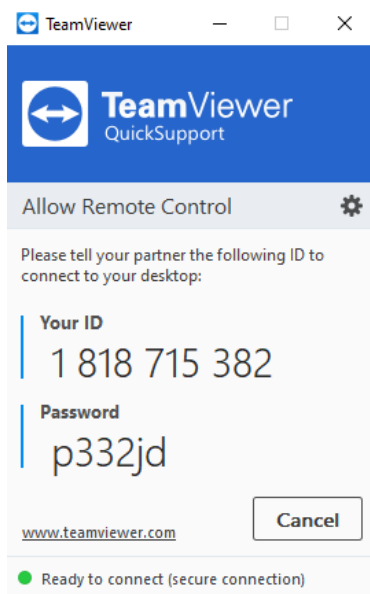 TeamViewer
TeamViewer
QuickSupport
Allow Remote Control
Please tell your partner the following ID to
connect to your desktop:
Your ID
1 818 715 382
Password
p332jd
www.teamviewer.com
Cancel
Ready to connect (secure connection)